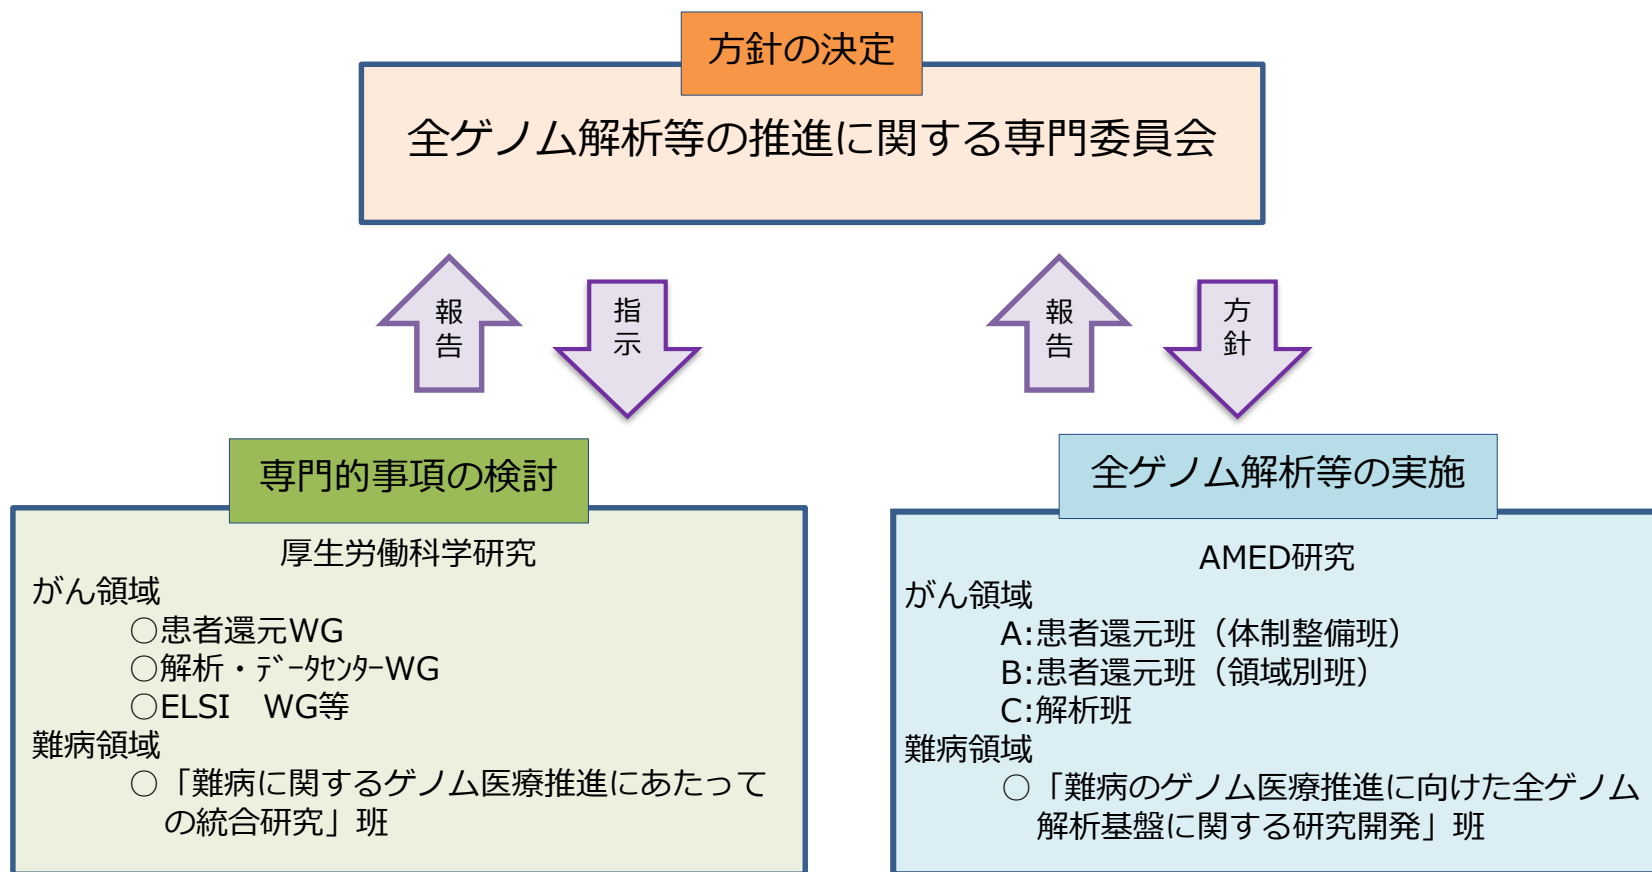 方針の決定
全ゲノム解析等の推進に関する専門委員会
報告
指示
報告
方針
専門的事項の検討
厚生労働科学研究
がん領域
○患者還元WG
○解析・ﾃﾞｰﾀｾﾝﾀｰWG
○ELSI　WG等
難病領域
○「難病に関するゲノム医療推進にあたって
の統合研究」班
全ゲノム解析等の実施
AMED研究
がん領域
A:患者還元班（体制整備班）
B:患者還元班（領域別班）
C:解析班
難病領域
○「難病のゲノム医療推進に向けた全ゲノム
解析基盤に関する研究開発」班